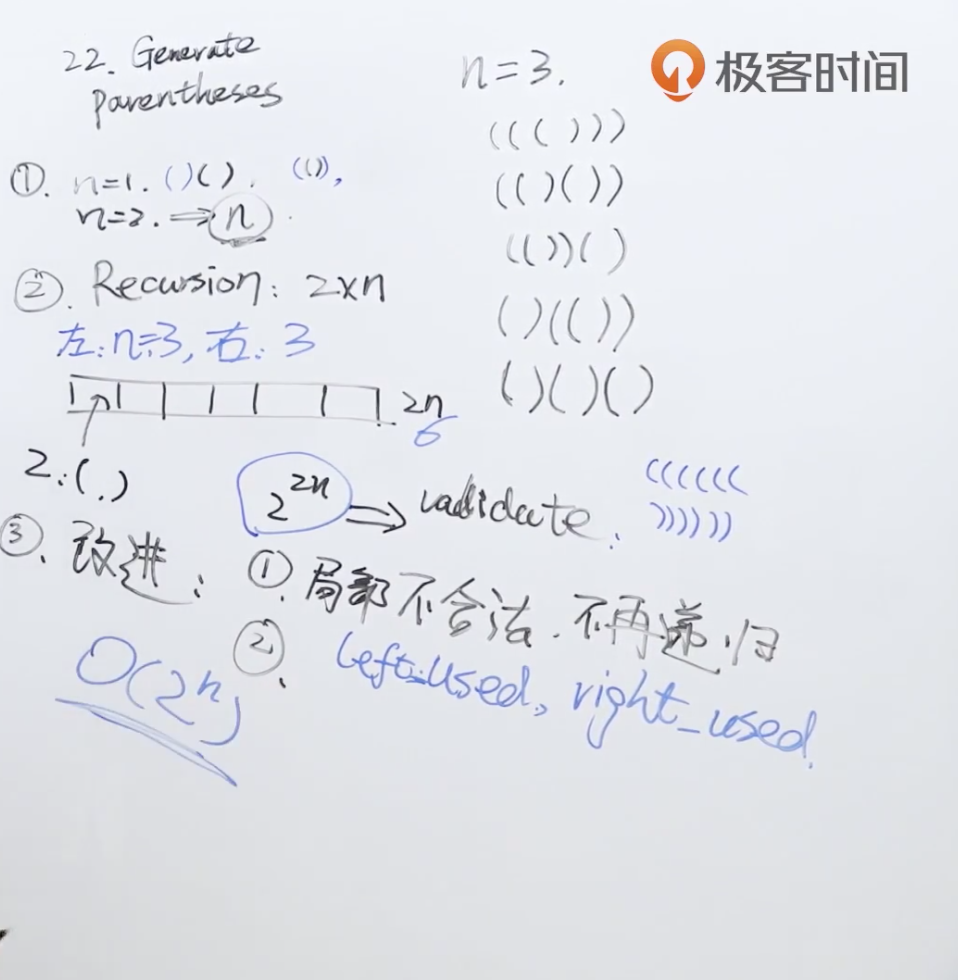 22. Generate
Parentheses
极客时间
n=3.
((()))
(()())
(())()
()(())
()()()
①. n=1. ()(). (()),
n=2. ⇒ n.
②. Recursion: 2×n
左:n=3, 右: 3
2n
6
2:(.)
2^2n ⇒ validate. :
((((((
))))))
③、改进: ①.局部不合法.不再递归
②、 left_used, right_used.
O(2^n)